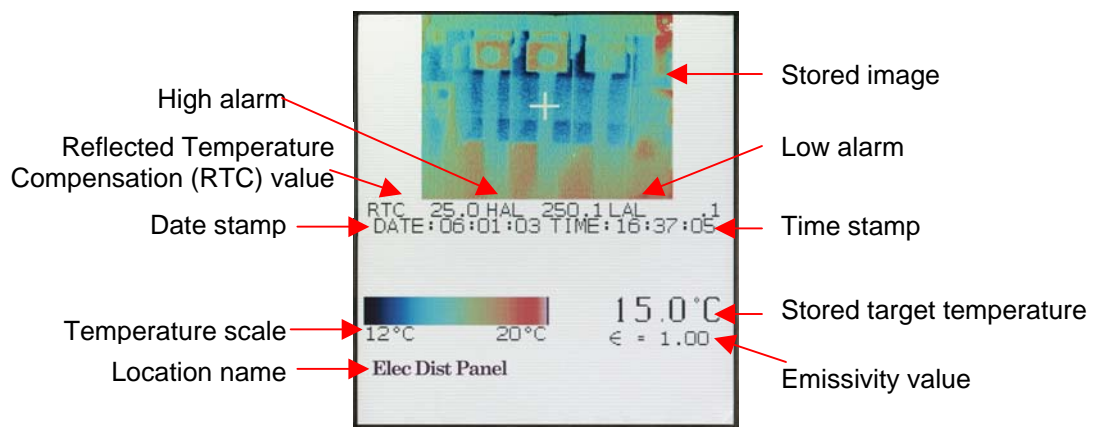 Stored image
High alarm
Reflected Temperature
Compensation (RTC) value
Low alarm
RTC 25.0 HAL 250.1 LAL .1
Date stamp
DATE:06:01:03 TIME:16:37:05
Time stamp
15.0°C
Stored target temperature
Temperature scale
12°C 20°C
∈ = 1.00
Location name
Elec Dist Panel
Emissivity value